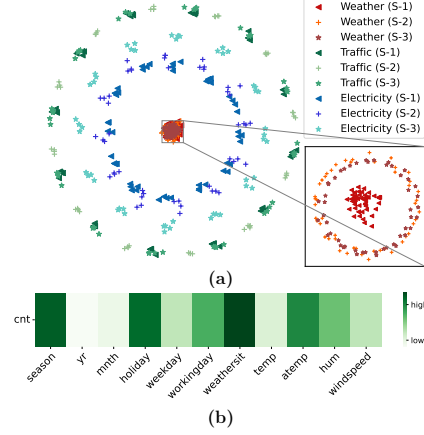 Weather (S-1)
Weather (S-2)
Weather (S-3)
Traffic (S-1)
Traffic (S-2)
Traffic (S-3)
Electricity (S-1)
Electricity (S-2)
Electricity (S-3)
(a)
cnt
high
low
season
yr
mnth
holiday
weekday
workingday
weathersit
temp
atemp
hum
windspeed
(b)